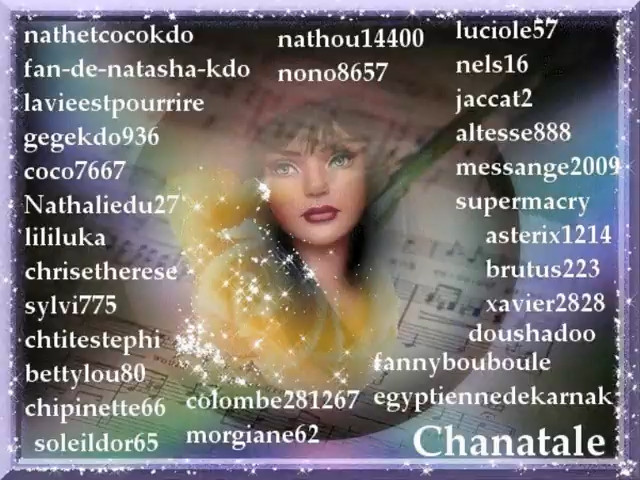 nathetcocokdo
fan-de-natasha-kdo
lavieestpourrire
gegekdo936
coco7667
Nathaliedu27
lililuka
chrisetherese
sylvi775
chtitestephi
bettylou80
chipinette66
soleildor65
nathou14400
nono8657
colombe281267
morgiane62
luciole57
nels16
jaccat2
altesse888
messange2009
supermacry
asterix1214
brutus223
xavier2828
doushadoo
fannybouboule
egyptiennedekarnak
Chanatale